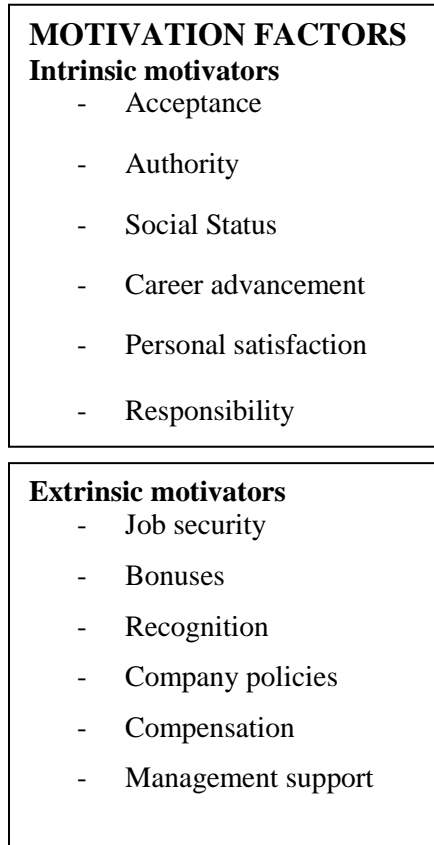 MOTIVATION FACTORS
Intrinsic motivators
- Acceptance
- Authority
- Social Status
- Career advancement
- Personal satisfaction
- Responsibility
Extrinsic motivators
- Job security
- Bonuses
- Recognition
- Company policies
- Compensation
- Management support